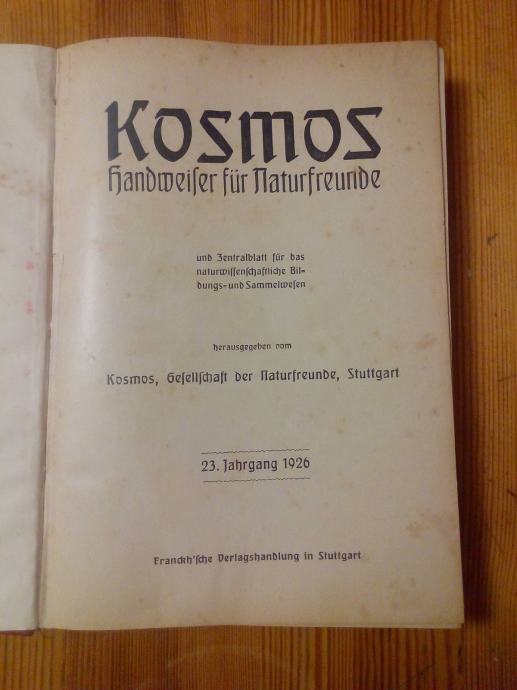 Kosmos
Handweiſer für Naturfreunde
und Zentralblatt für das
naturwiſſenſchaftliche Bil-
dungs- und Sammelweſen
herausgegeben vom
Kosmos, Geſellſchaft der Naturfreunde, Stuttgart
23. Jahrgang 1926
Franckh'ſche Verlagshandlung in Stuttgart